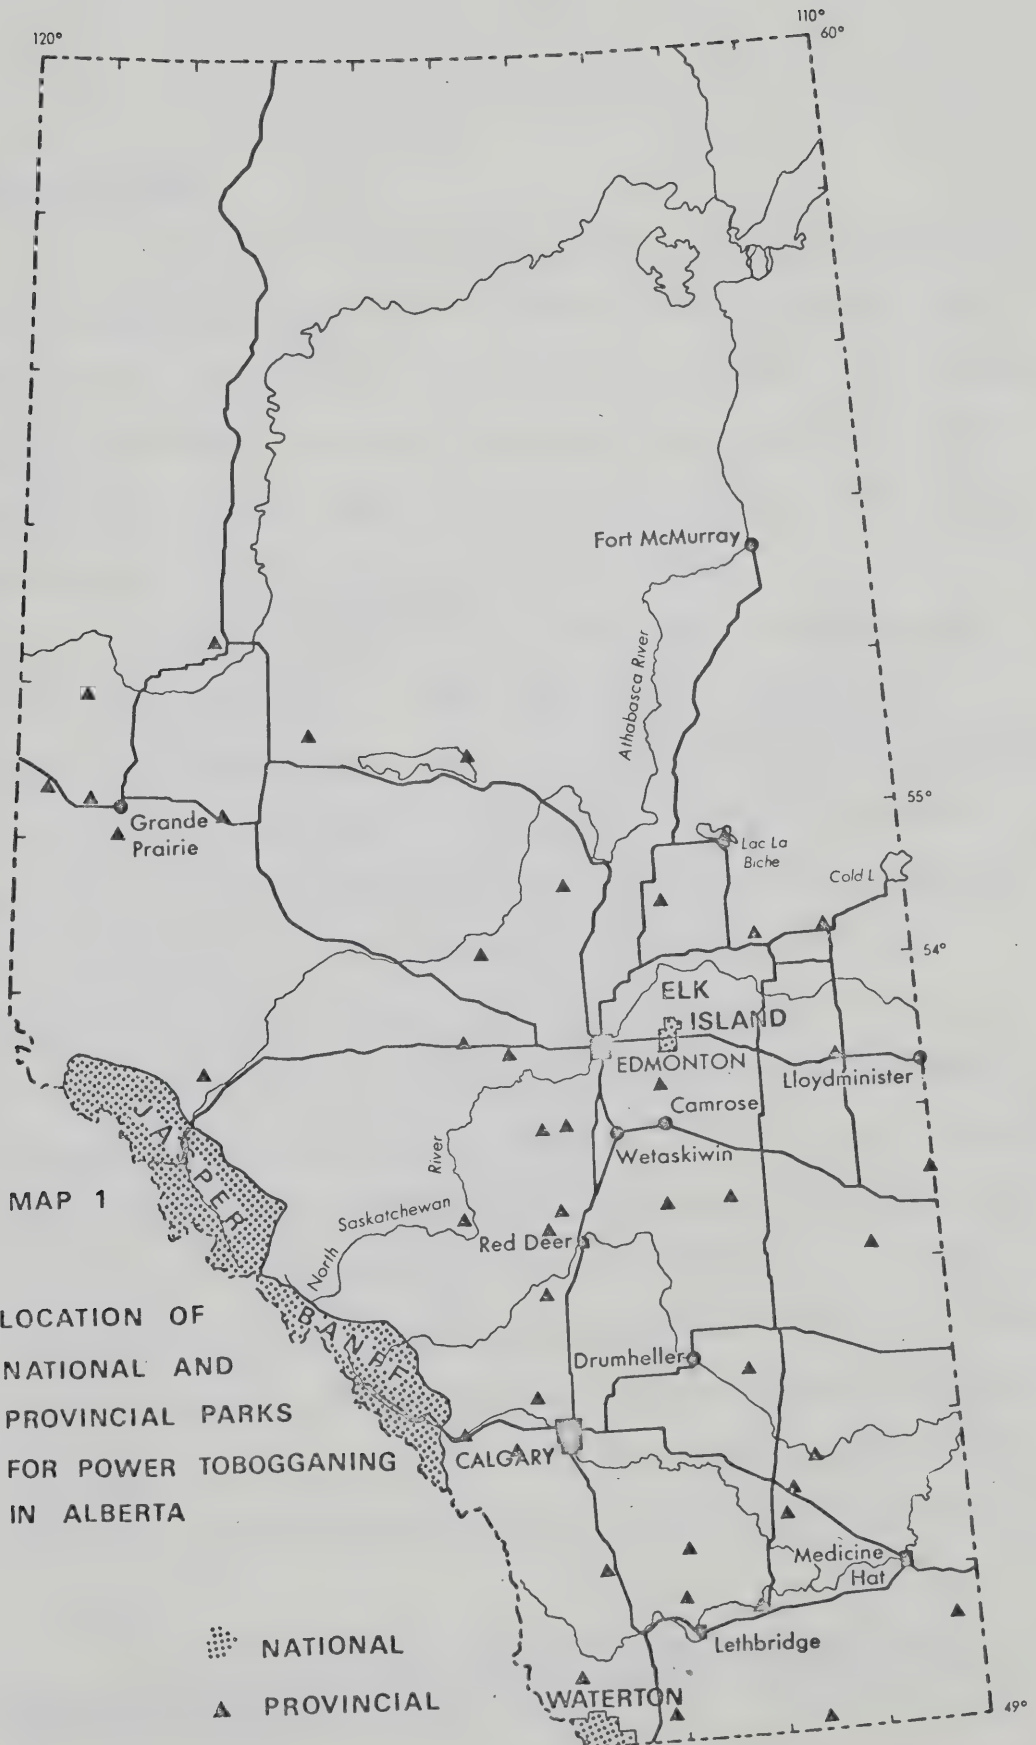 120°
110°
60°
Fort McMurray
Athabasca River
55°
Grande
Prairie
Lac La
Biche
Cold L
54°
ELK
ISLAND
EDMONTON
Lloydminister
Camrose
Wetaskiwin
JASPER
MAP 1
River
Saskatchewan
North
Red Deer
BANFF
LOCATION OF
NATIONAL AND
PROVINCIAL PARKS
FOR POWER TOBOGGANING
IN ALBERTA
Drumheller
CALGARY
Medicine
Hat
Lethbridge
NATIONAL
PROVINCIAL
WATERTON
49°